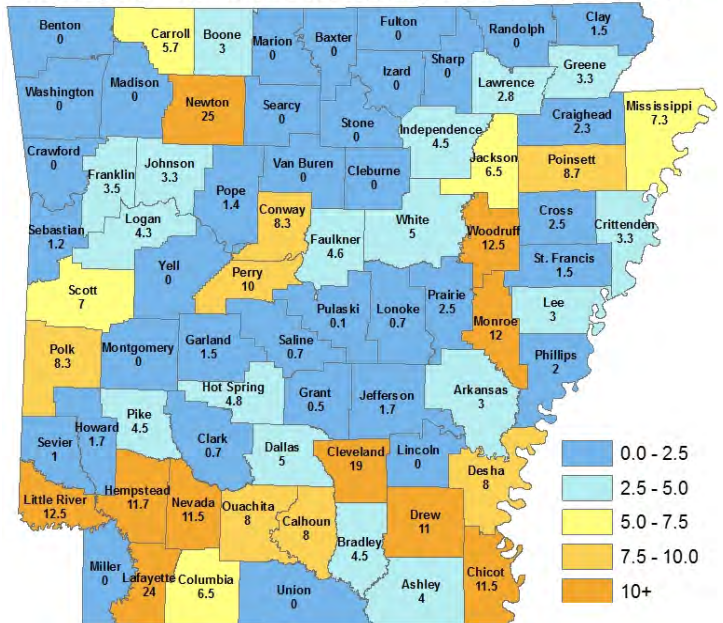 Benton
0
Carroll
5.7
Boone
3
Marion
0
Baxter
0
Fulton
0
Sharp
0
Randolph
0
Clay
1.5
Washington
0
Madison
0
Newton
25
Searcy
0
Izard
0
Stone
0
Lawrence
2.8
Greene
3.3
Independence
4.5
Craighead
2.3
Mississippi
7.3
Crawford
0
Franklin
3.5
Johnson
3.3
Pope
1.4
Van Buren
0
Cleburne
0
Jackson
6.5
Poinsett
8.7
Sebastian
1.2
Logan
4.3
Conway
8.3
Faulkner
4.6
White
5
Woodruff
12.5
Cross
2.5
Crittenden
3.3
Scott
7
Yell
0
Perry
10
Pulaski
0.1
Lonoke
0.7
Prairie
2.5
St. Francis
1.5
Lee
3
Polk
8.3
Montgomery
0
Garland
1.5
Saline
0.7
Monroe
12
Phillips
2
Hot Spring
4.8
Grant
0.5
Jefferson
1.7
Arkansas
3
Sevier
1
Howard
1.7
Pike
4.5
Clark
0.7
Dallas
5
Cleveland
19
Lincoln
0
Desha
8
Little River
12.5
Hempstead
11.7
Nevada
11.5
Ouachita
8
Calhoun
8
Bradley
4.5
Drew
11
Chicot
11.5
Miller
0
Lafayette
24
Columbia
6.5
Union
0
Ashley
4
0.0 - 2.5
2.5 - 5.0
5.0 - 7.5
7.5 - 10.0
10+